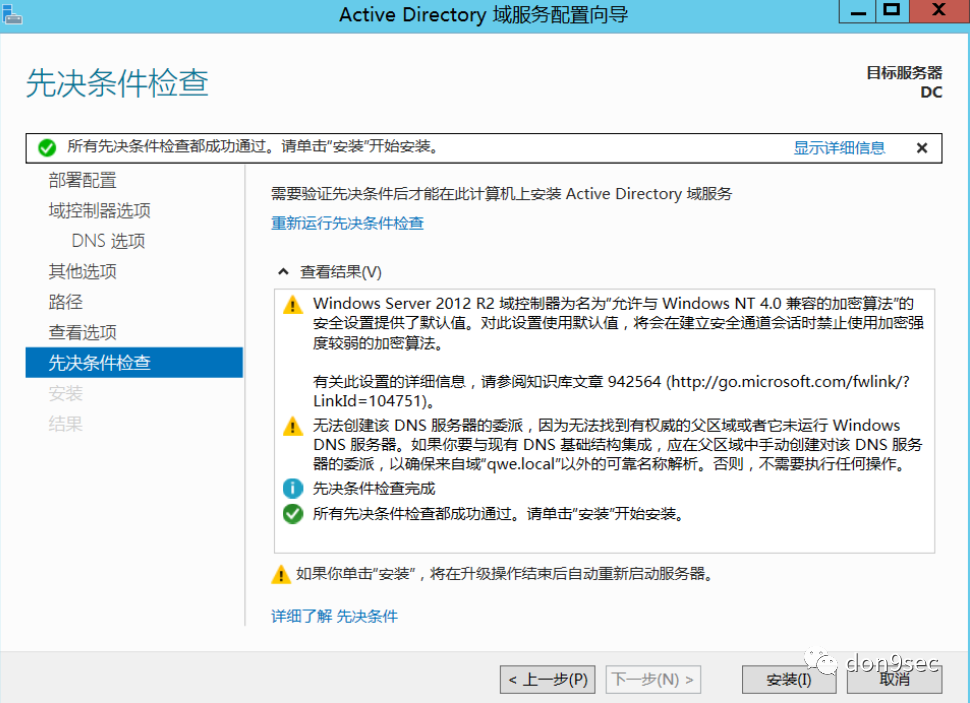 Active Directory 域服务配置向导
先决条件检查
目标服务器
DC
所有先决条件检查都成功通过。请单击"安装"开始安装。
显示详细信息
部署配置
域控制器选项
DNS 选项
其他选项
路径
查看选项
先决条件检查
安装
结果
需要验证先决条件后才能在此计算机上安装 Active Directory 域服务
重新运行先决条件检查
查看结果(V)
Windows Server 2012 R2 域控制器为名为"允许与 Windows NT 4.0 兼容的加密算法"的
安全设置提供了默认值。对此设置使用默认值，将会在建立安全通道会话时禁止使用加密强
度较弱的加密算法。
有关此设置的详细信息，请参阅知识库文章 942564 (http://go.microsoft.com/fwlink/?
LinkId=104751)。
无法创建该 DNS 服务器的委派，因为无法找到有权威的父区域或者它未运行 Windows
DNS 服务器。如果你要与现有 DNS 基础结构集成，应在父区域中手动创建对该 DNS 服务
器的委派，以确保来自域"qwe.local"以外的可靠名称解析。否则，不需要执行任何操作。
先决条件检查完成
所有先决条件检查都成功通过。请单击"安装"开始安装。
如果你单击"安装"，将在升级操作结束后自动重新启动服务器。
详细了解 先决条件
< 上一步(P)
下一步(N) >
安装(I)
取消
don9sec